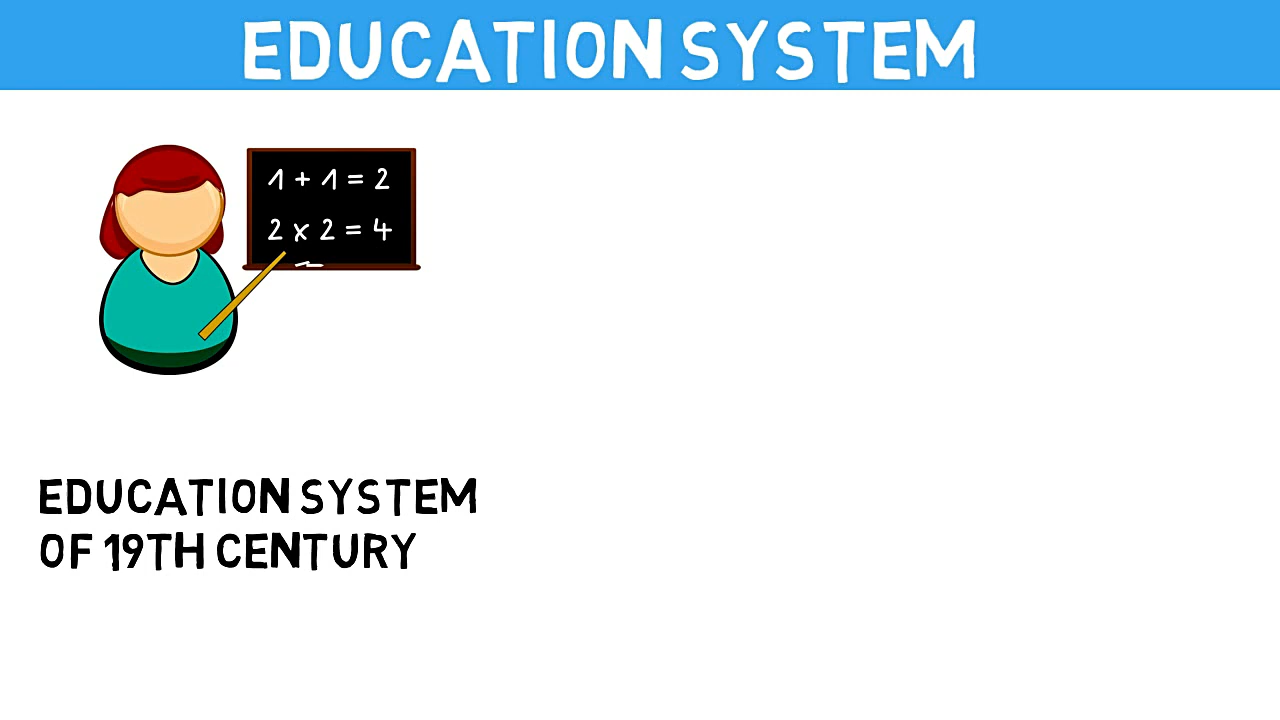 EDUCATION SYSTEM
1 + 1 = 2
2 x 2 = 4
EDUCATION SYSTEM
OF 19TH CENTURY